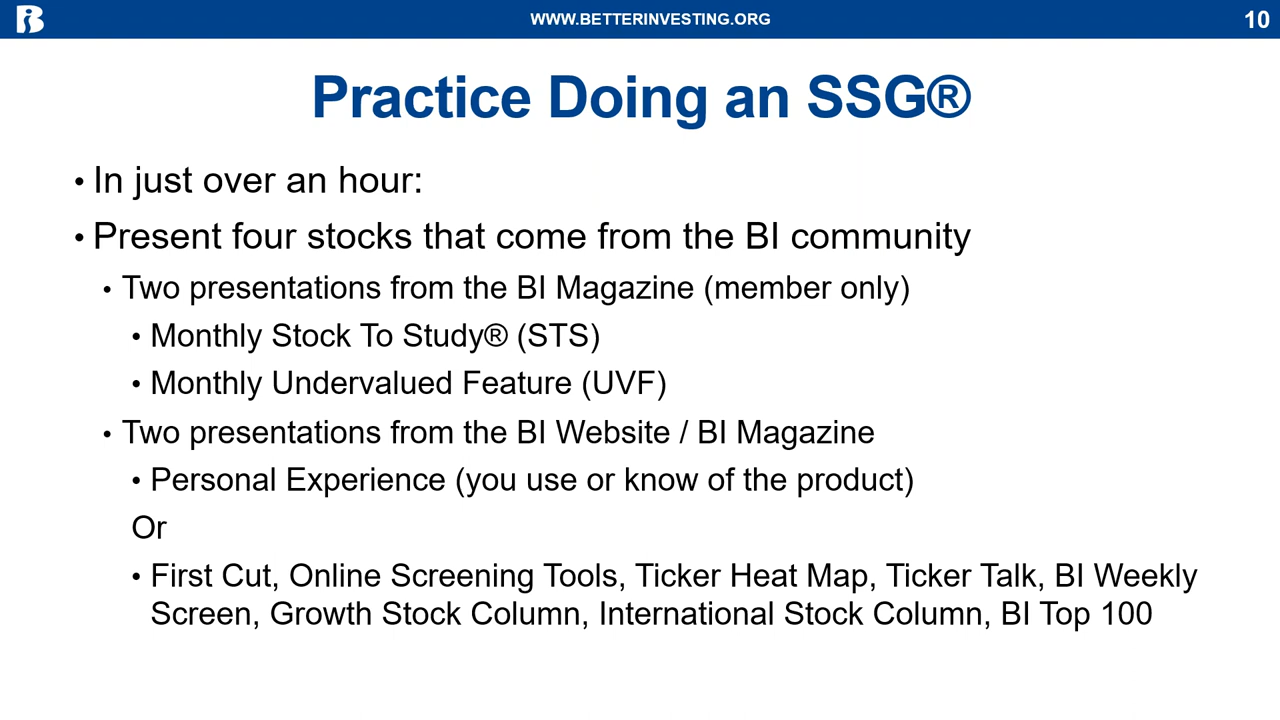 WWW.BETTERINVESTING.ORG
10
Practice Doing an SSG®
• In just over an hour:
• Present four stocks that come from the BI community
• Two presentations from the BI Magazine (member only)
• Monthly Stock To Study® (STS)
• Monthly Undervalued Feature (UVF)
• Two presentations from the BI Website / BI Magazine
• Personal Experience (you use or know of the product)
Or
• First Cut, Online Screening Tools, Ticker Heat Map, Ticker Talk, BI Weekly
Screen, Growth Stock Column, International Stock Column, BI Top 100